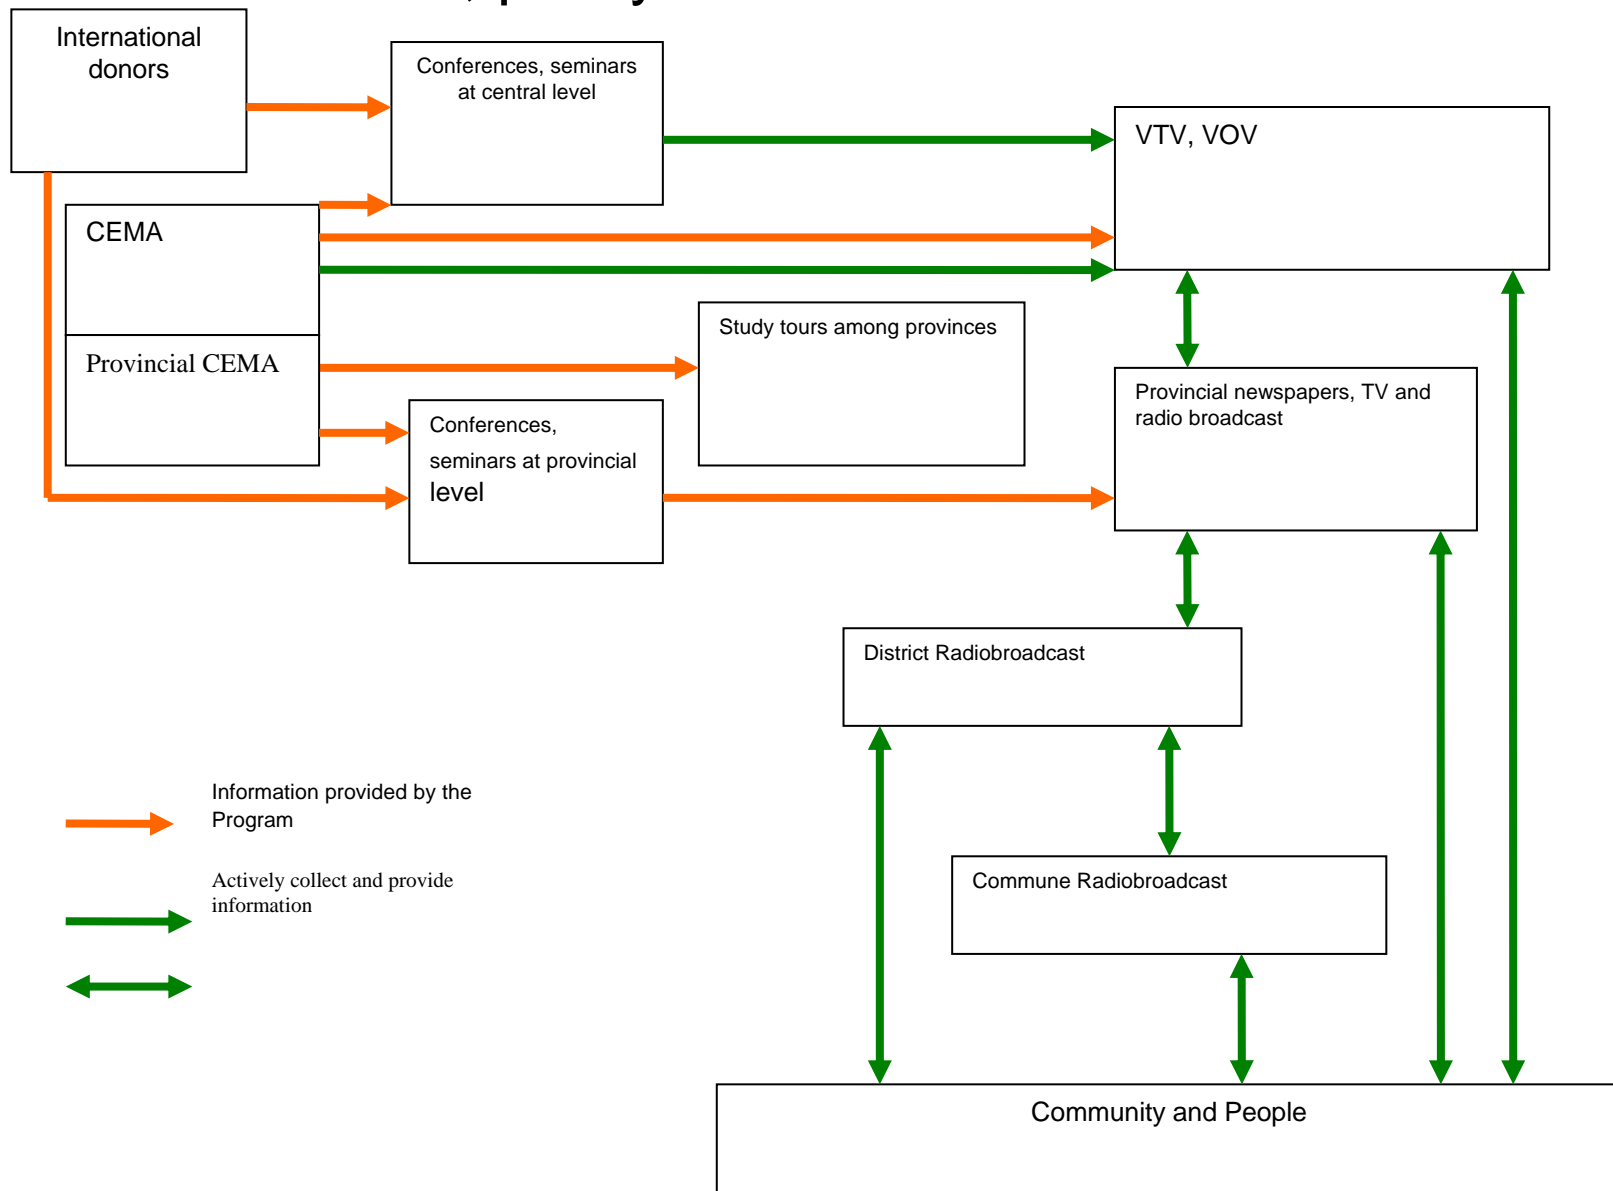 International
donors
Conferences, seminars
at central level
VTV, VOV
CEMA
Study tours among provinces
Provincial CEMA
Provincial newspapers, TV and
radio broadcast
Conferences,
seminars at provincial
level
District Radiobroadcast
Information provided by the
Program
Actively collect and provide
information
Commune Radiobroadcast
Community and People